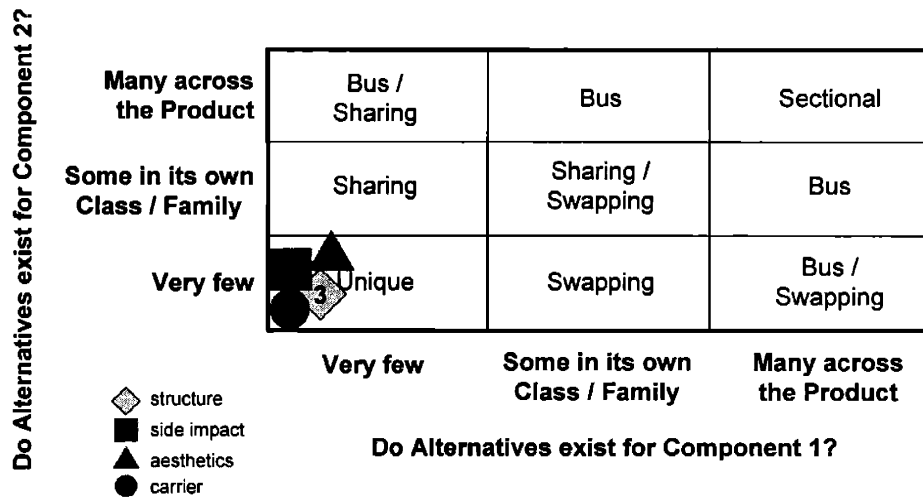 Do Alternatives exist for Component 2?
Many across
the Product
Bus /
Sharing
Bus
Sectional
Some in its own
Class / Family
Sharing
Sharing /
Swapping
Bus
Very few
3
Unique
Swapping
Bus /
Swapping
Very few
Some in its own
Class / Family
Many across
the Product
structure
side impact
aesthetics
carrier
Do Alternatives exist for Component 1?